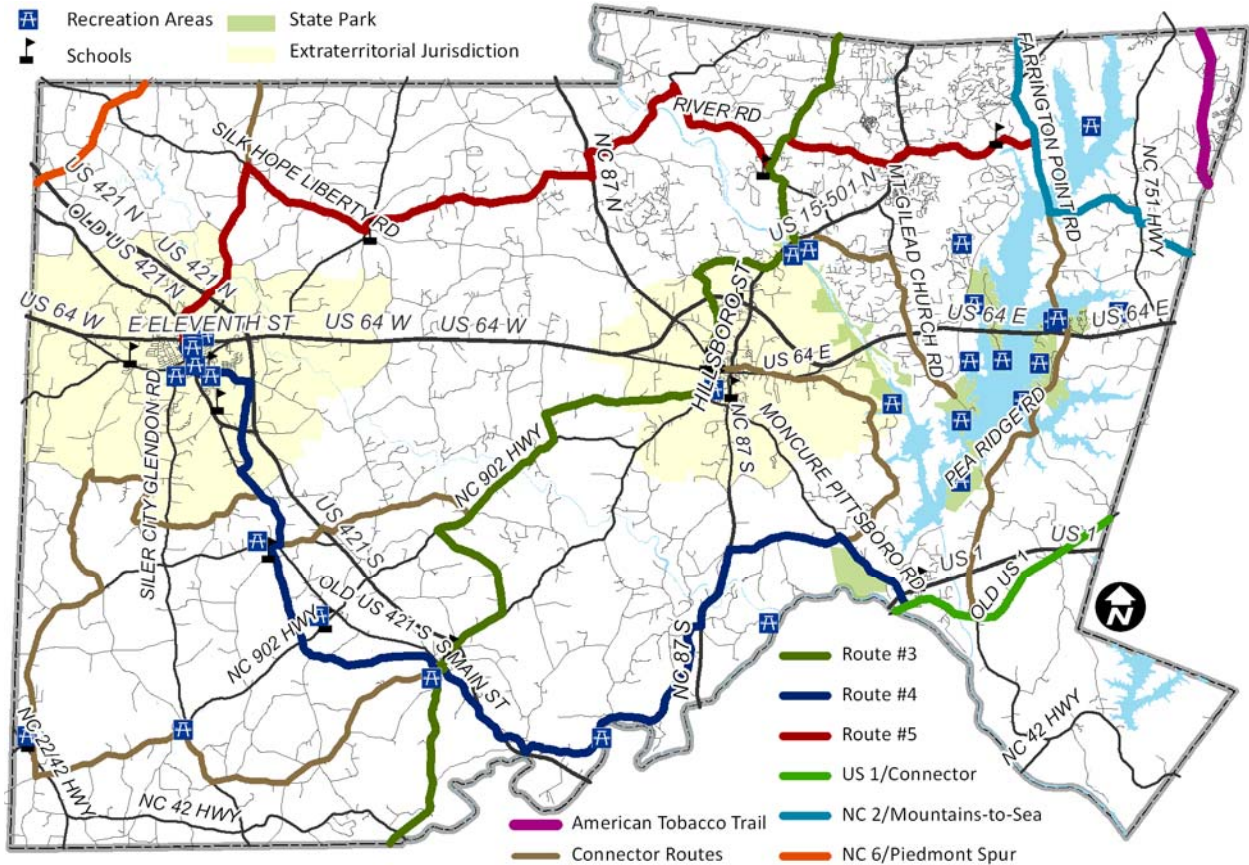 Recreation Areas
State Park
Schools
Extraterritorial Jurisdiction
FARRINGTON POINT RD
RIVER RD
SILK HOPE LIBERTY RD
NC 87 N
US 421 N
OLD US 421 N
US 421 N
US 15-501 N
MT GILEAD CHURCH RD
NC 751 HWY
US 64 W
E ELEVENTH ST
US 64 W
US 64 W
HILLSBORO ST
US 64 E
US 64 E
US 64 E
SILER CITY GLENDON RD
NC 902 HWY
NC 87 S
MONCURE PITTSBORO RD
PEA RIDGE RD
US 421 S
US 1
US 1
OLD US 1
OLD US 421 S
S MAIN ST
NC 902 HWY
NC 87 S
N
NC 22/42 HWY
NC 42 HWY
NC 42 HWY
Route #3
Route #4
Route #5
US 1/Connector
American Tobacco Trail
NC 2/Mountains-to-Sea
Connector Routes
NC 6/Piedmont Spur